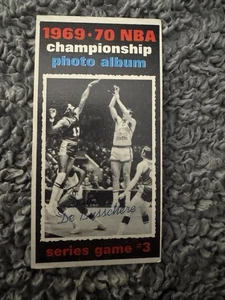 1969-70 NBA
championship
photo album
De Busschere
series game #3